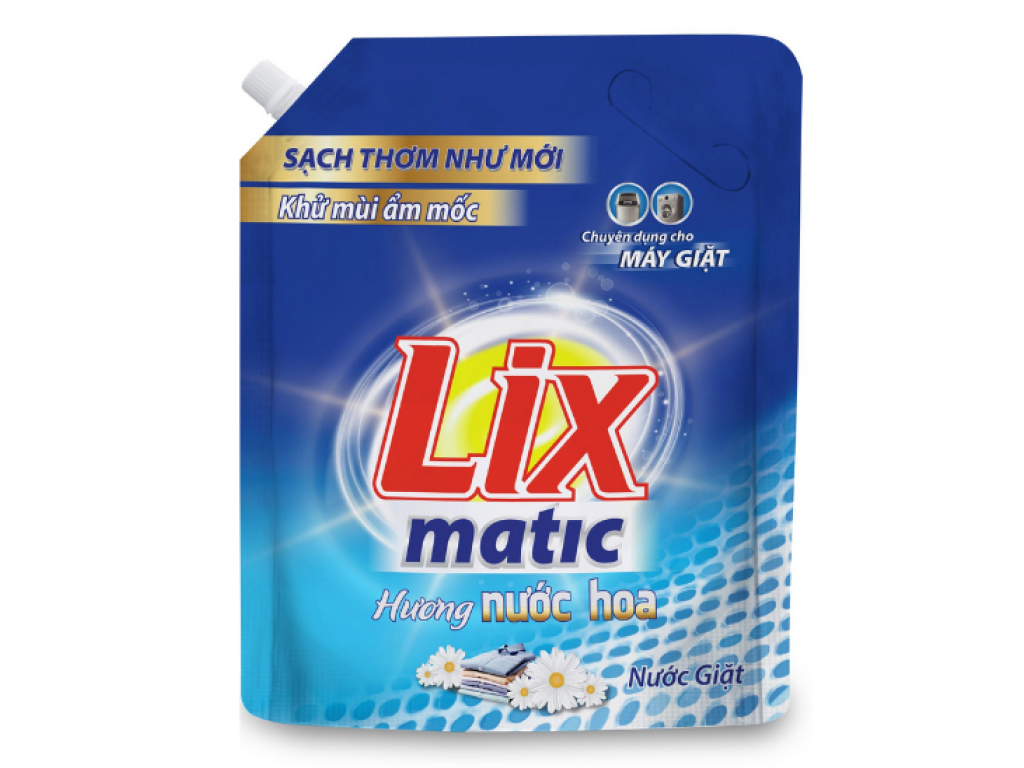 SẠCH THƠM NHƯ MỚI
Khử mùi ẩm mốc
Chuyên dụng cho
MÁY GIẶT
Lix
matic
Hương nước hoa
Nước Giặt